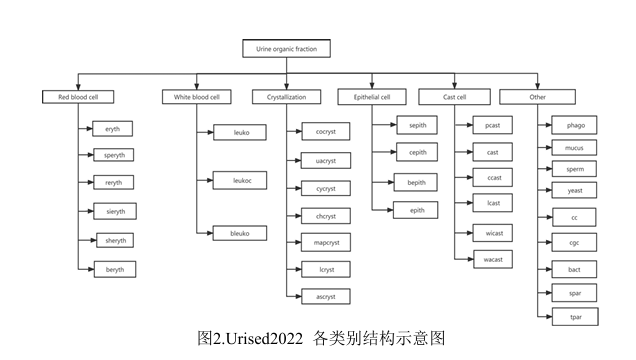 Urine organic fraction
Red blood cell
White blood cell
Crystallization
Epithelial cell
Cast cell
Other
eryth
speryth
reryth
sieryth
sheryth
beryth
leuko
leukoc
bleuko
cocryst
uacryst
cycryst
chcryst
mapcryst
lcryst
ascryst
sepith
cepith
bepith
epith
pcast
cast
ccast
lcast
wicast
wacast
phago
mucus
sperm
yeast
cc
cgc
bact
spar
tpar
图2.Urised2022 各类别结构示意图